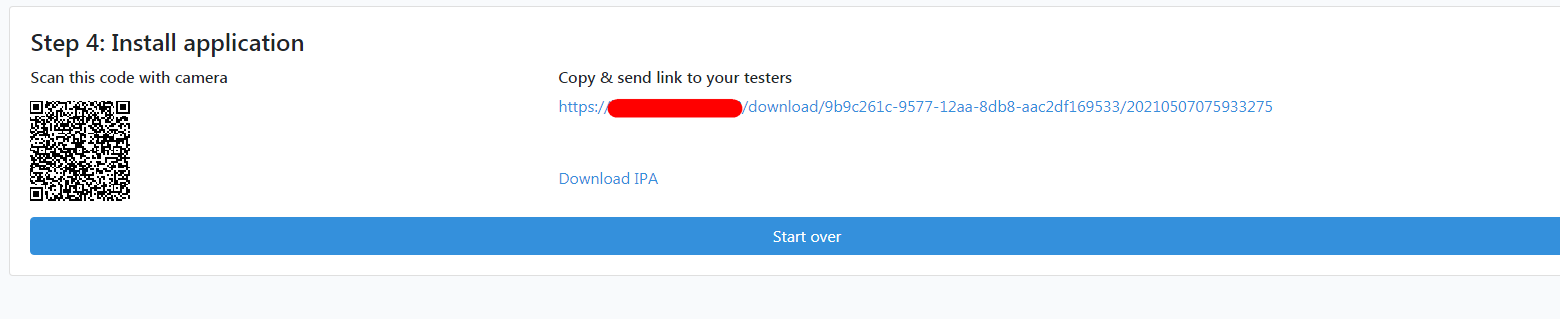 Step 4: Install application
Scan this code with camera
Copy & send link to your testers
https:// /download/9b9c261c-9577-12aa-8db8-aac2df169533/20210507075933275
Download IPA
Start over